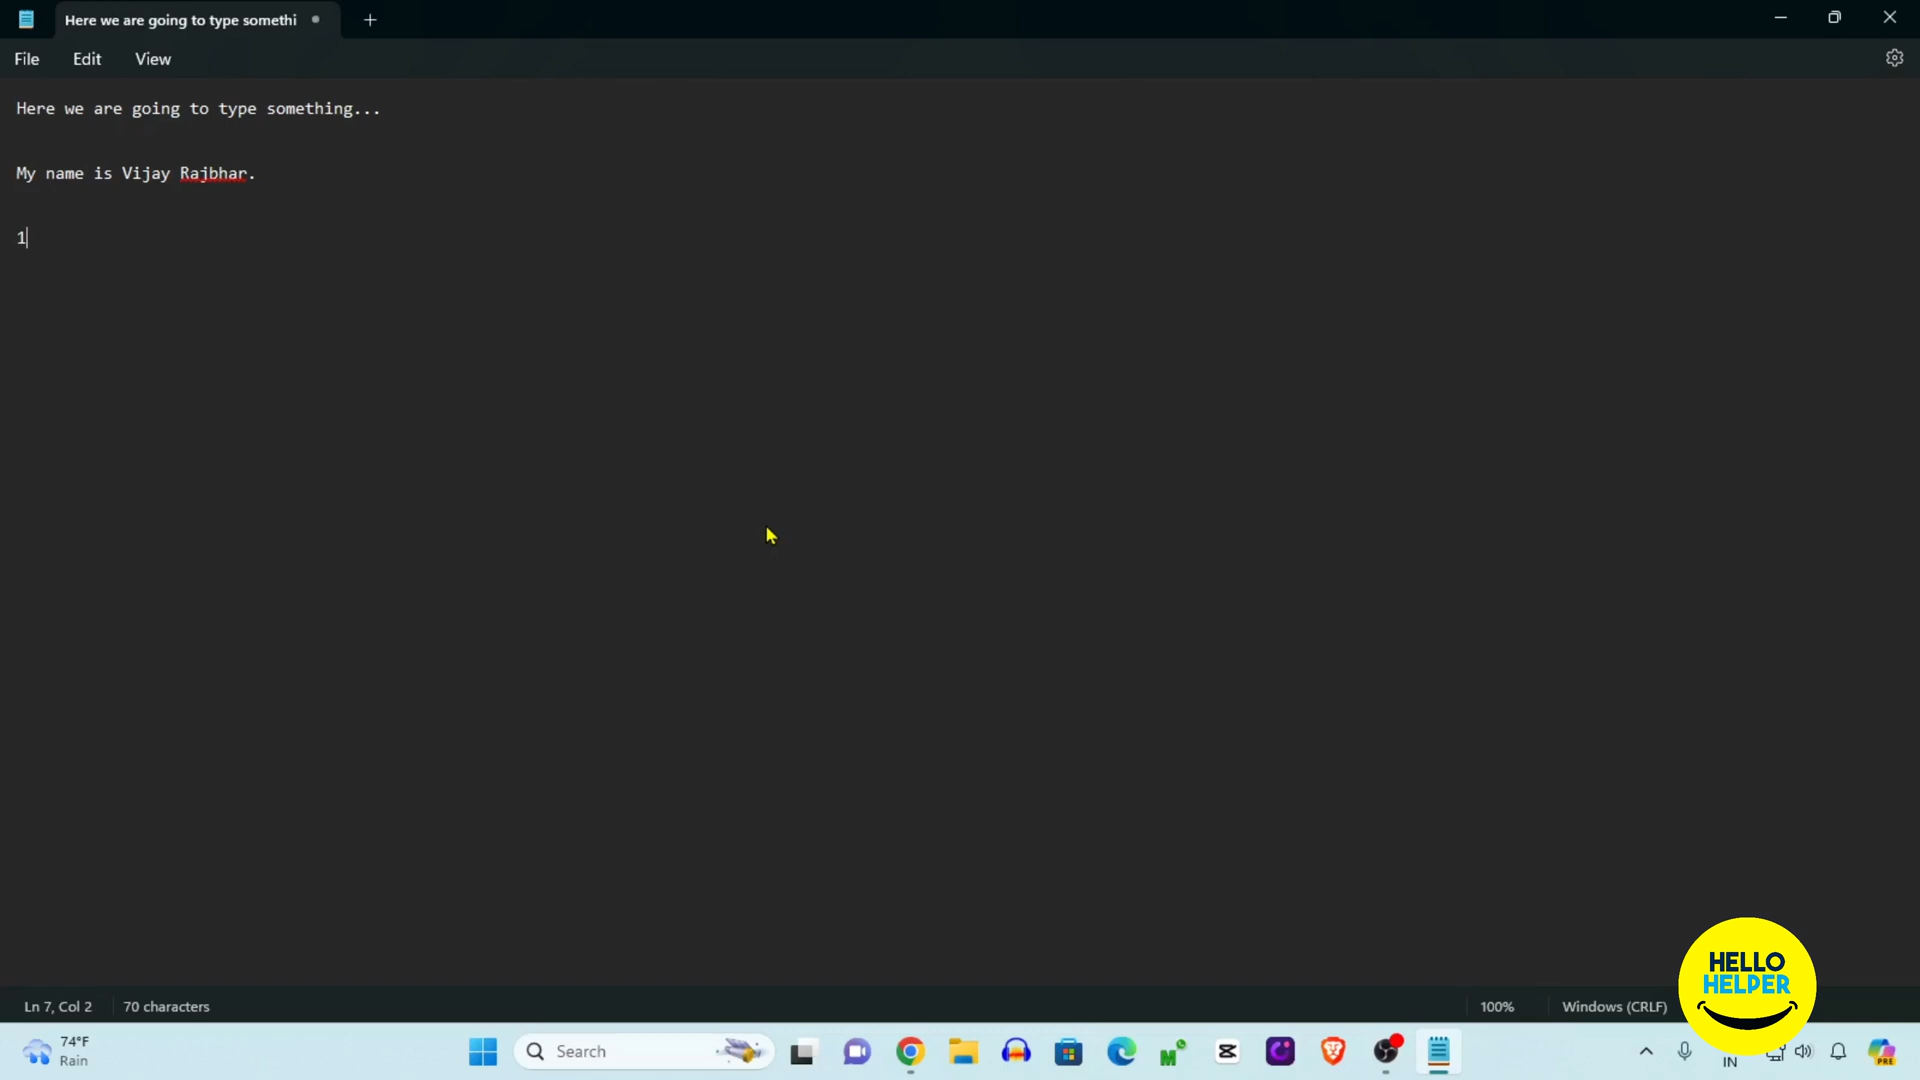 Here we are going to type somethi
File Edit View
Here we are going to type something...
My name is Vijay Rajbhar.
1
Ln 7, Col 2
70 characters
100%
Windows (CRLF)
HELLO
HELPER
74°F
Rain
Search
IN
PRE